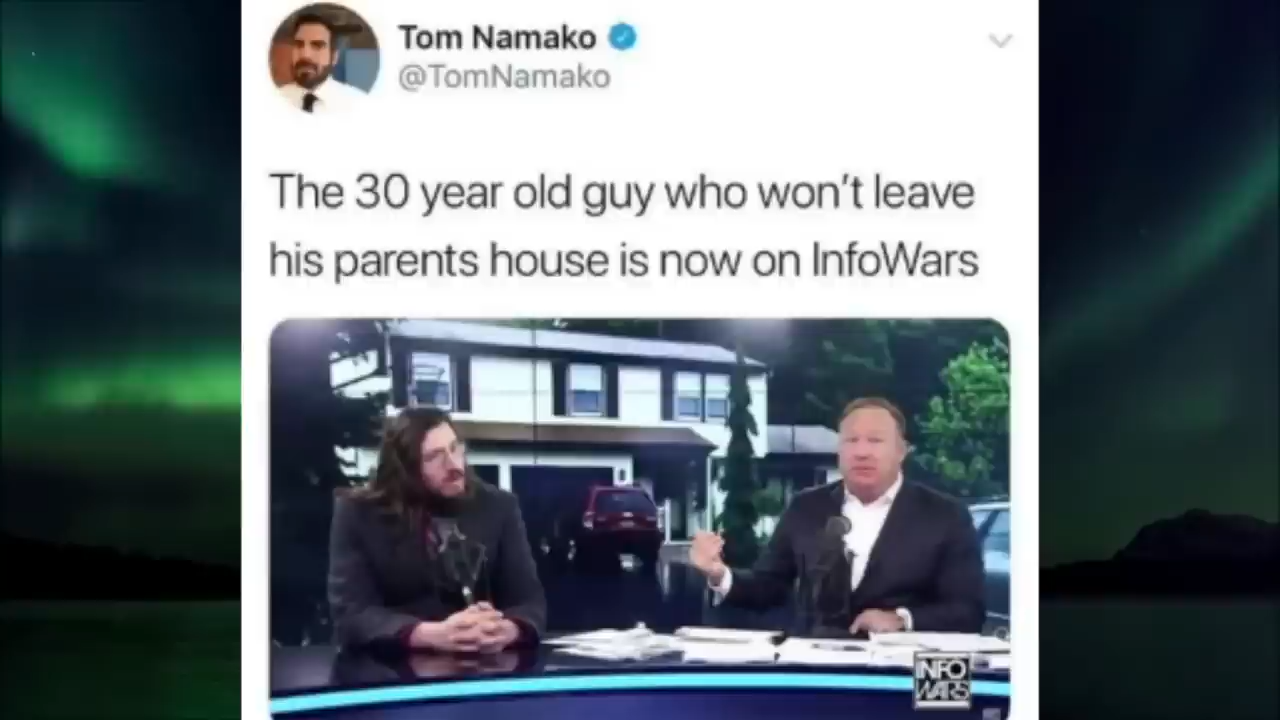 Tom Namako
@TomNamako
The 30 year old guy who won't leave
his parents house is now on InfoWars
INFO
WARS